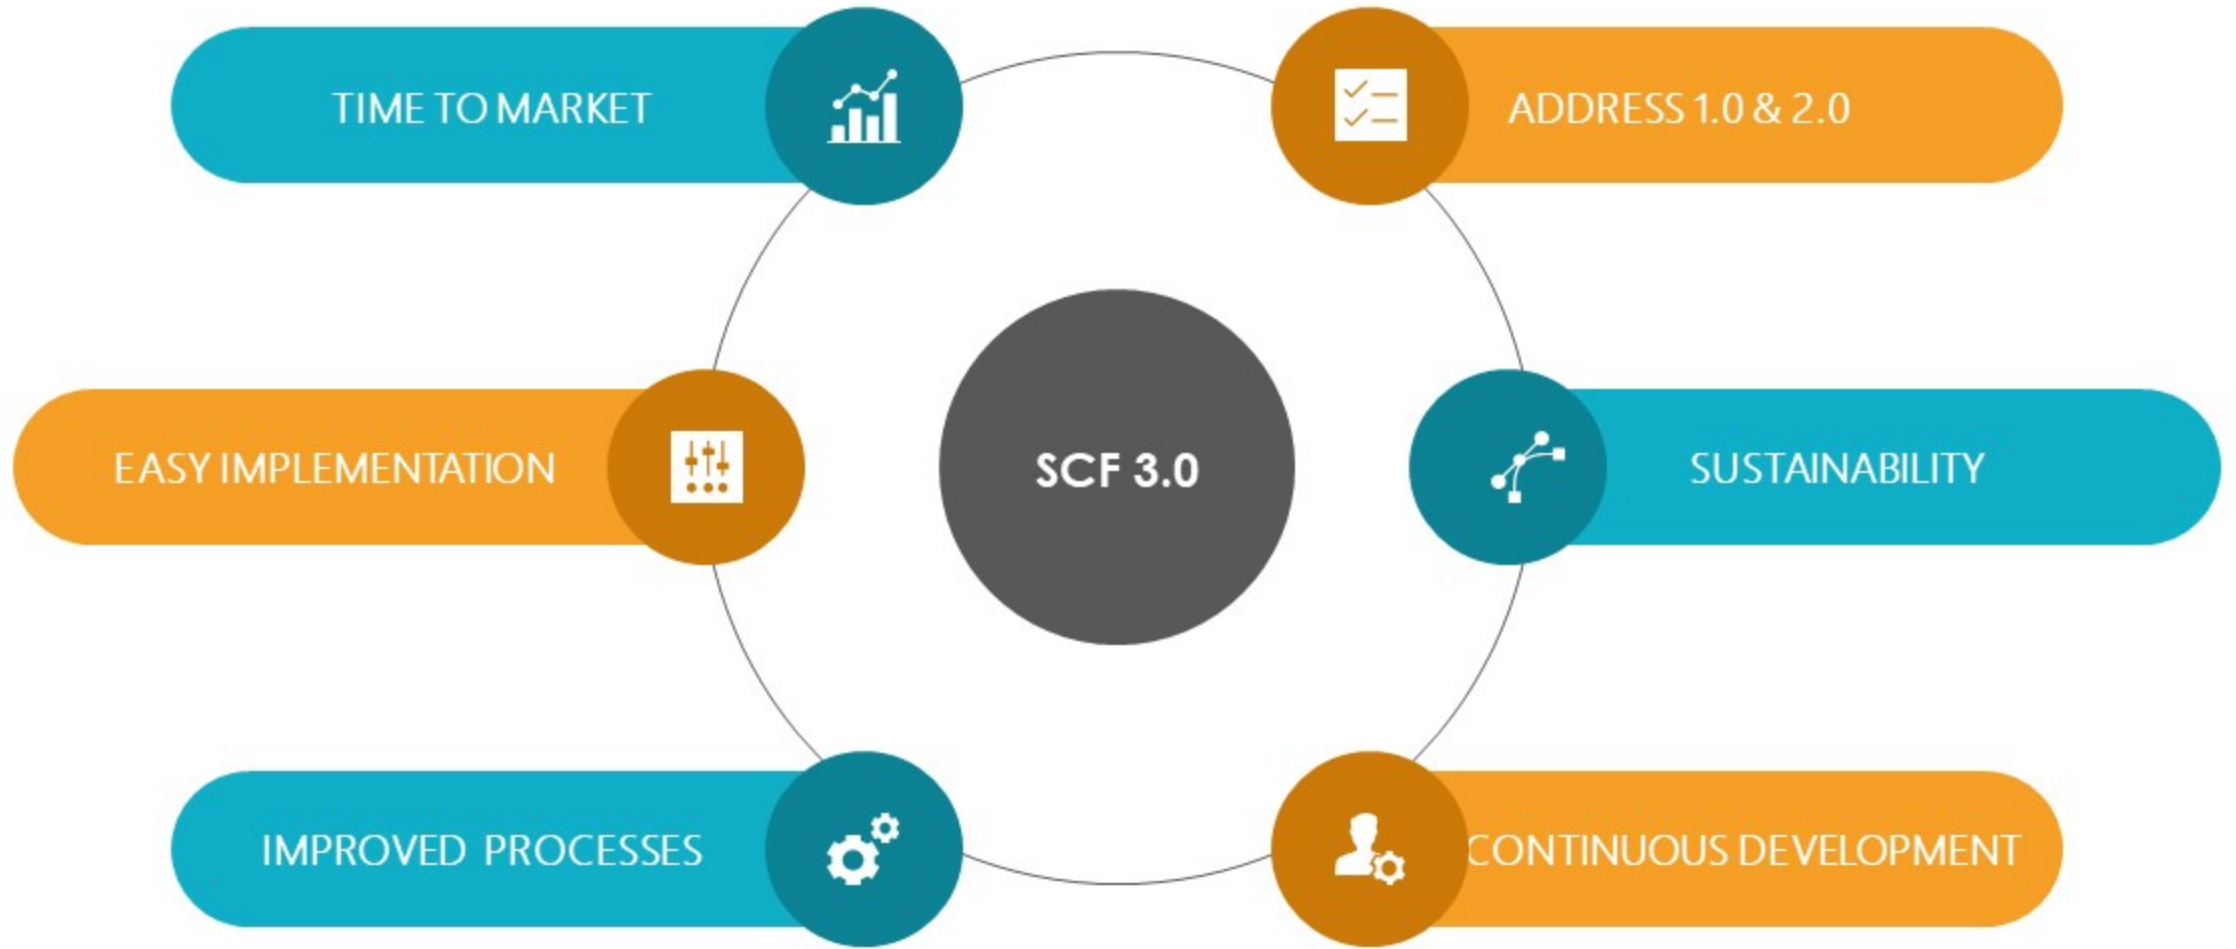 TIME TO MARKET
ADDRESS 1.0 & 2.0
EASY IMPLEMENTATION
SCF 3.0
SUSTAINABILITY
IMPROVED PROCESSES
CONTINUOUS DEVELOPMENT